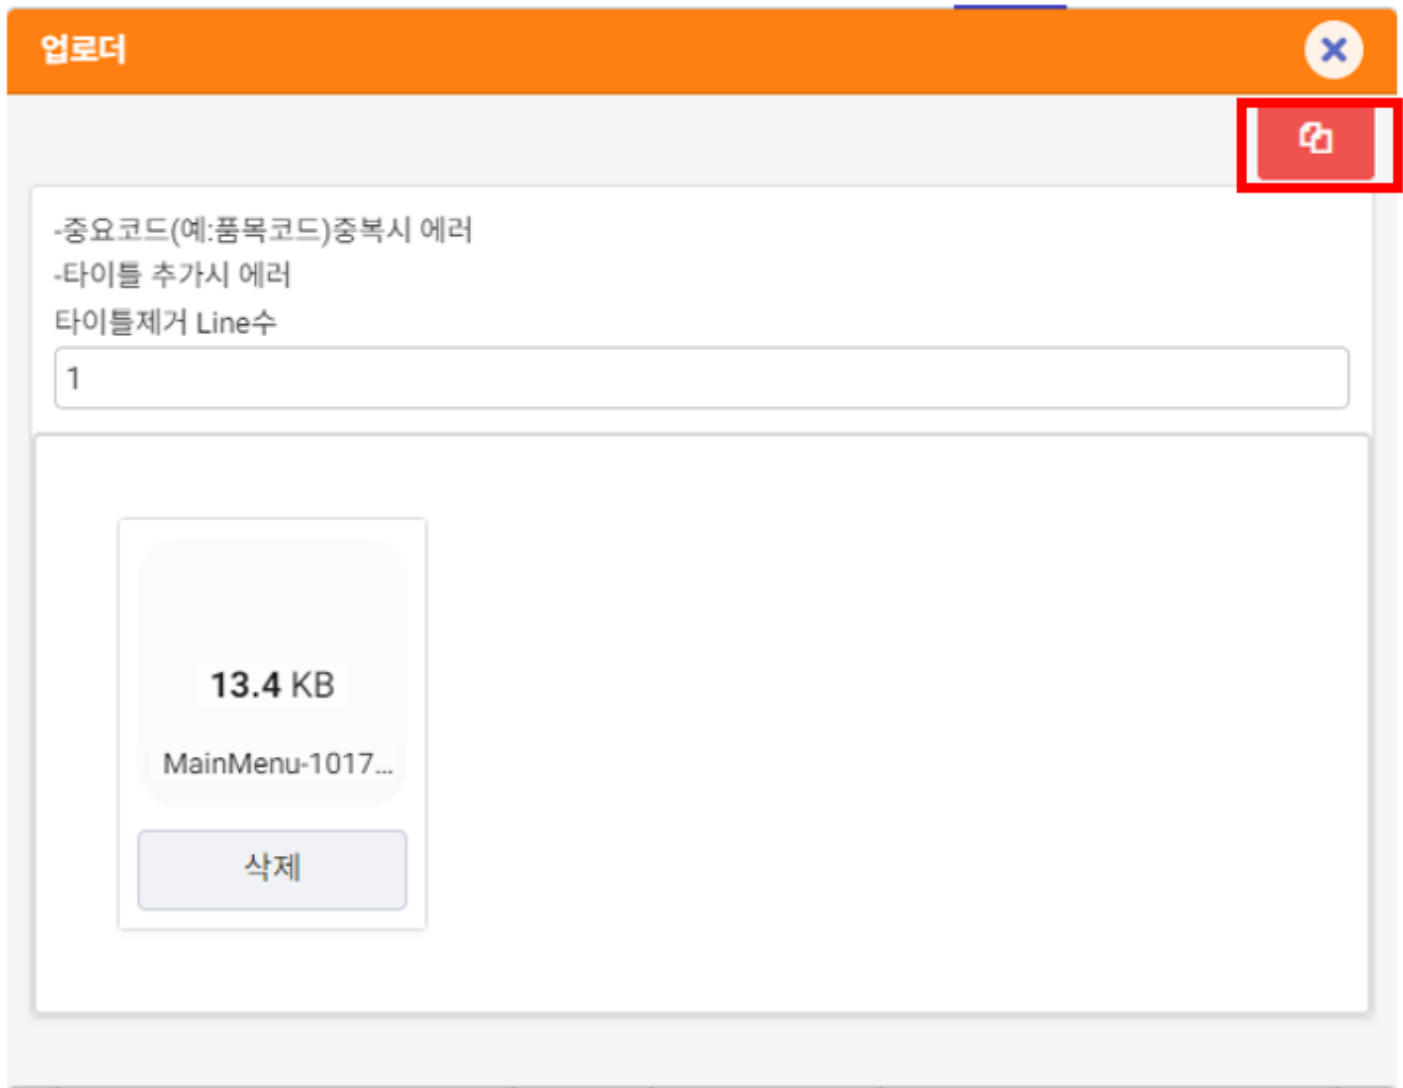 업로더
-중요코드(예:품목코드)중복시 에러
-타이틀 추가시 에러
타이틀제거 Line수
1
13.4 KB
MainMenu-1017...
삭제